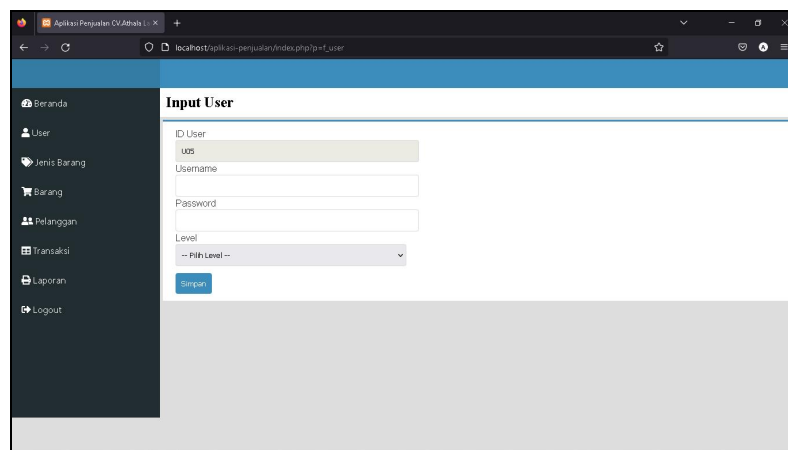 Aplikasi Penjualan CV.Athala
localhost/aplikasi-penjualan/index.php?p=f_user
Beranda
User
Jenis Barang
Barang
Pelanggan
Transaksi
Laporan
Logout
Input User
ID User
U05
Username
Password
Level
-- Pilih Level --
Simpan